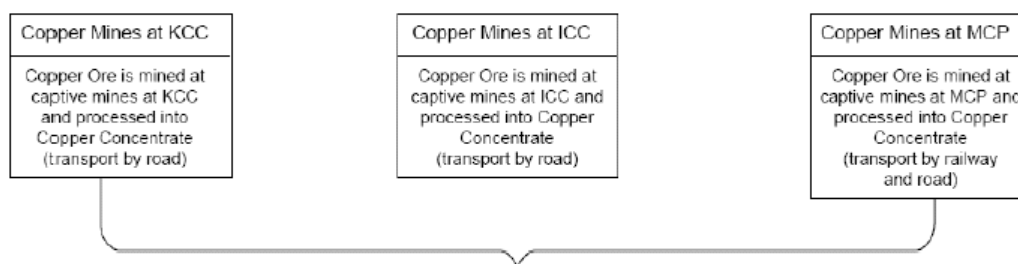 Copper Mines at KCC
Copper Ore is mined at
captive mines at KCC
and processed into
Copper Concentrate
(transport by road)
Copper Mines at ICC
Copper Ore is mined at
captive mines at ICC and
processed into Copper
Concentrate
(transport by road)
Copper Mines at MCP
Copper Ore is mined at
captive mines at MCP and
processed into Copper
Concentrate
(transport by railway
and road)